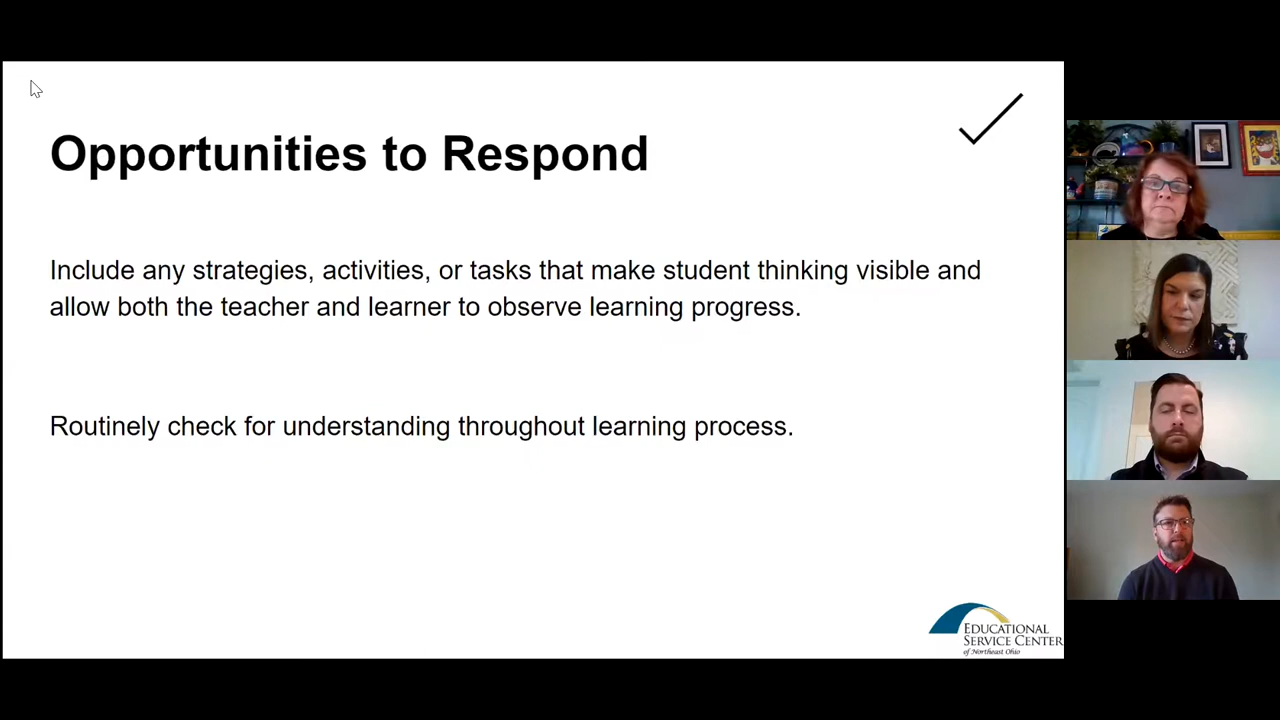 Opportunities to Respond
Include any strategies, activities, or tasks that make student thinking visible and
allow both the teacher and learner to observe learning progress.
Routinely check for understanding throughout learning process.
EDUCATIONAL
SERVICE CENTER
of Northeast Ohio